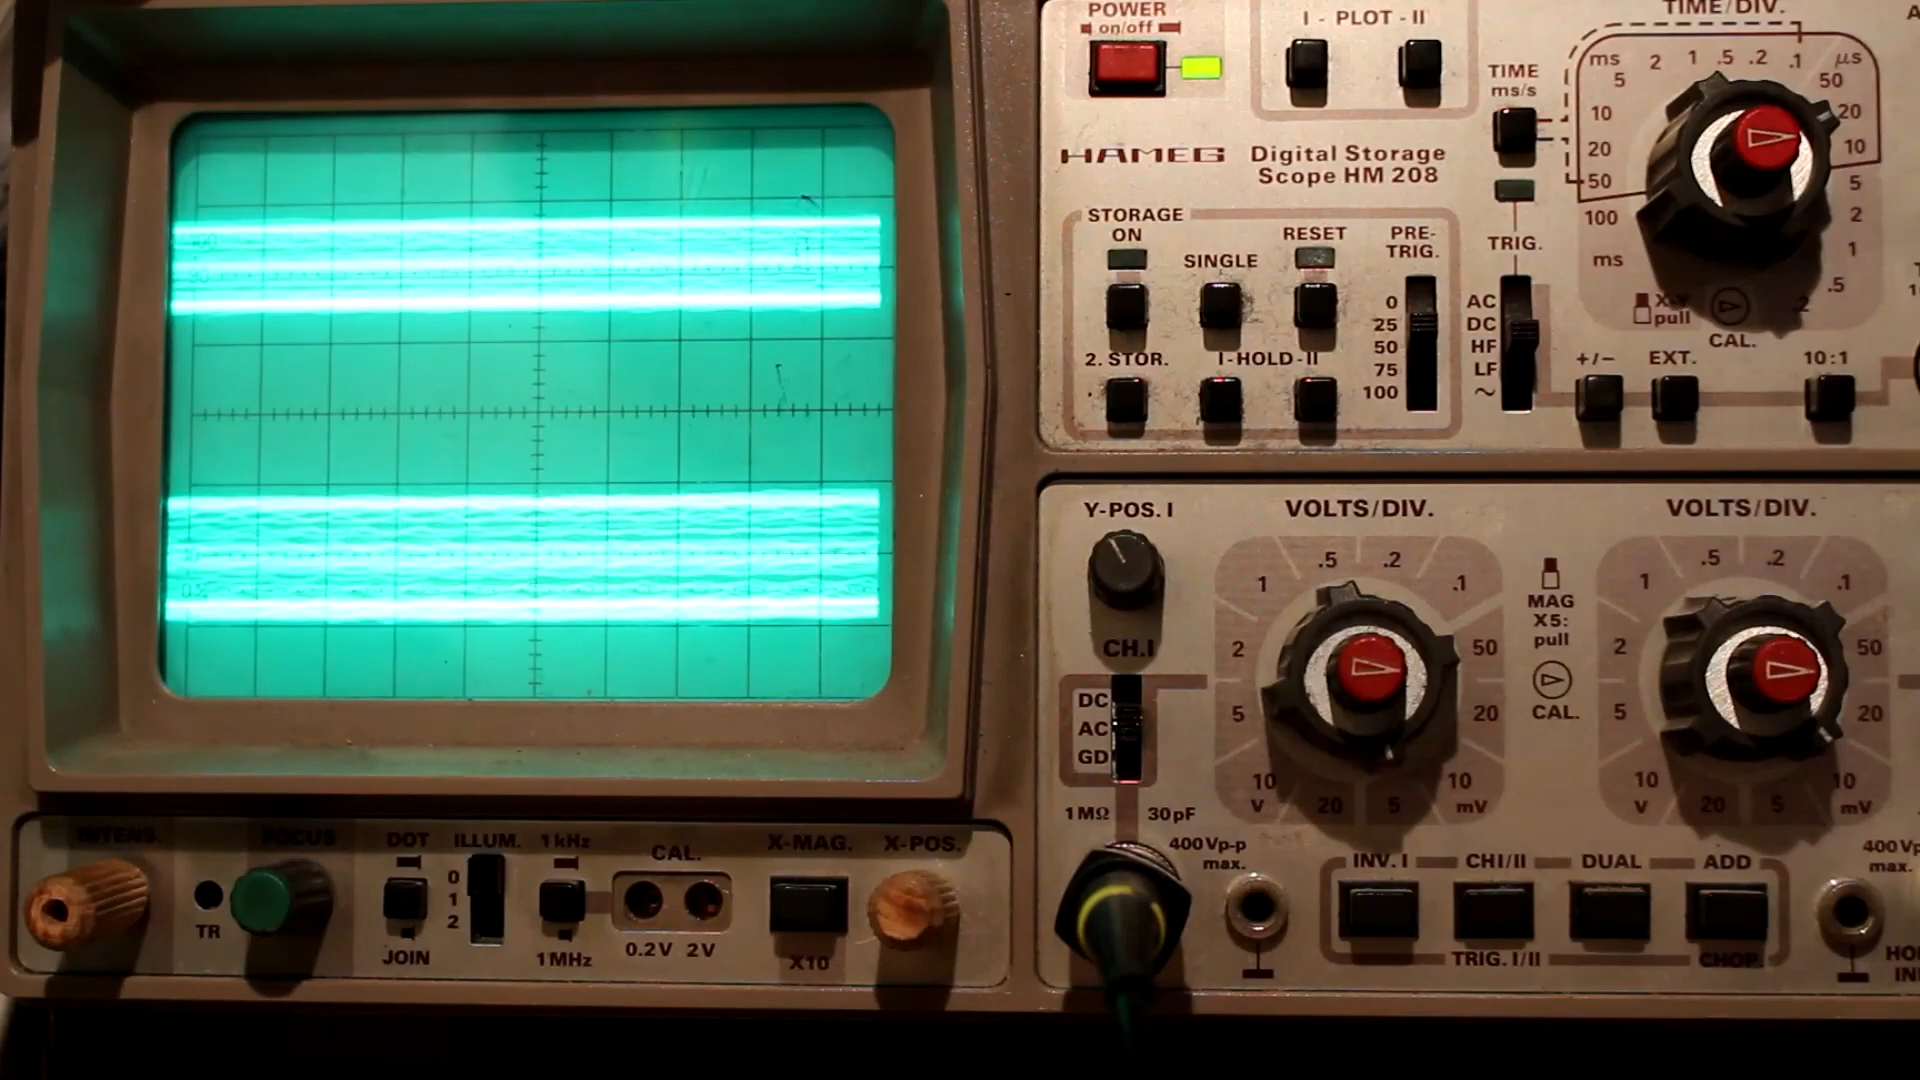 POWER
on/off
I - PLOT - II
TIME/DIV.
TIME
ms/s
ms 5 2 1 .5 .2 .1 µs
50
20
10
5
2
1
.5
.2
10
20
50
100
ms
HAMEG
Digital Storage
Scope HM 208
STORAGE
ON
SINGLE
RESET
PRE-
TRIG.
0
25
50
75
100
2. STOR.
I-HOLD-II
TRIG.
AC
DC
HF
LF
~
X-Y
pull
CAL.
+/-
EXT.
10:1
Y-POS. I
CH.I
DC
AC
GD
1MΩ
30pF
400Vp-p
max.
VOLTS/DIV.
.5 .2
1 .1
2 50
5 20
10 10
V 20 5 mV
MAG
X5:
pull
CAL.
VOLTS/DIV.
.5 .2
1 .1
2 50
5 20
10 10
V 20 5 mV
400Vp
max.
INV. I
CHI/II
DUAL
ADD
TRIG. I/II
CHOP.
INTENS.
TR
FOCUS
DOT
JOIN
ILLUM.
0
1
2
1kHz
1MHz
CAL.
0.2V 2V
X-MAG.
X10
X-POS.